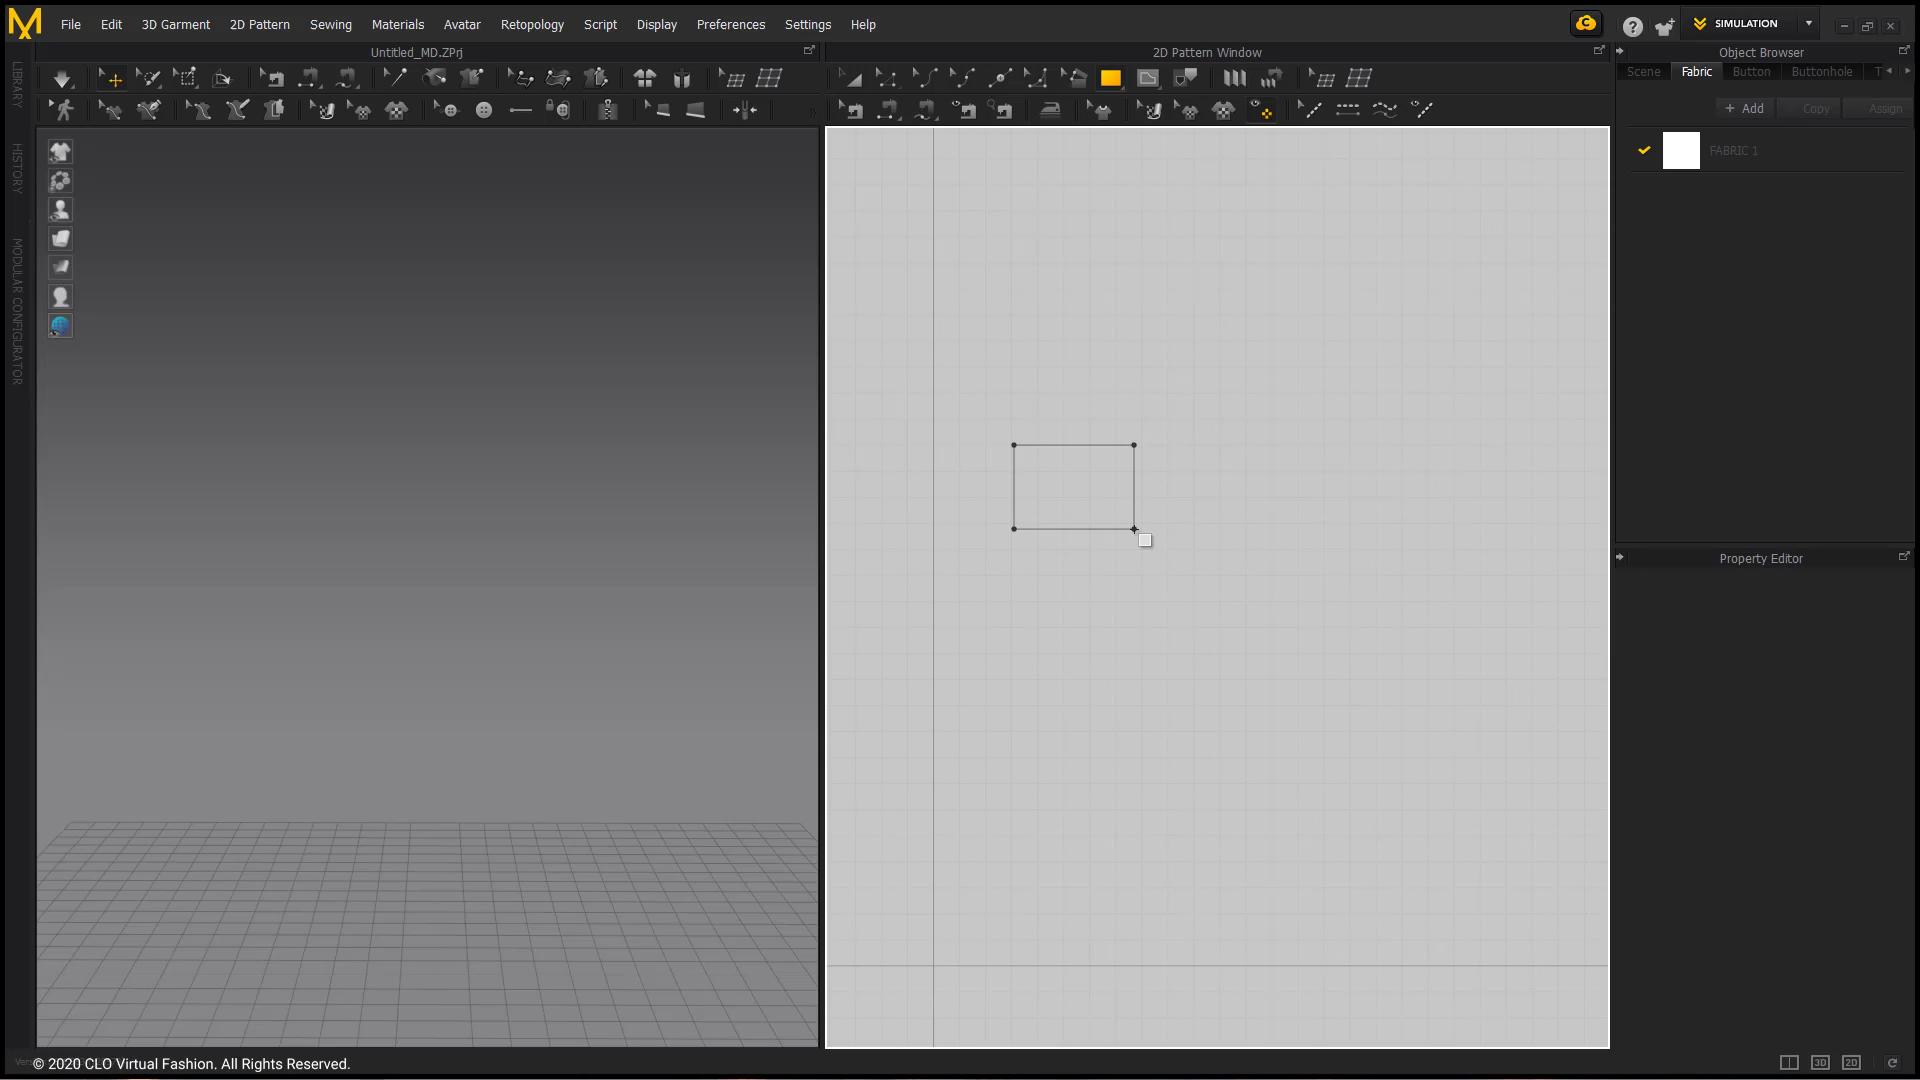 File Edit 3D Garment 2D Pattern Sewing Materials Avatar Retopology Script Display Preferences Settings Help
SIMULATION
Untitled_MD.ZPrj
2D Pattern Window
Object Browser
Scene Fabric Button Buttonhole T
+ Add Copy Assign
FABRIC 1
LIBRARY
HISTORY
MODULAR CONFIGURATOR
Property Editor
© 2020 CLO Virtual Fashion. All Rights Reserved.
3D 2D